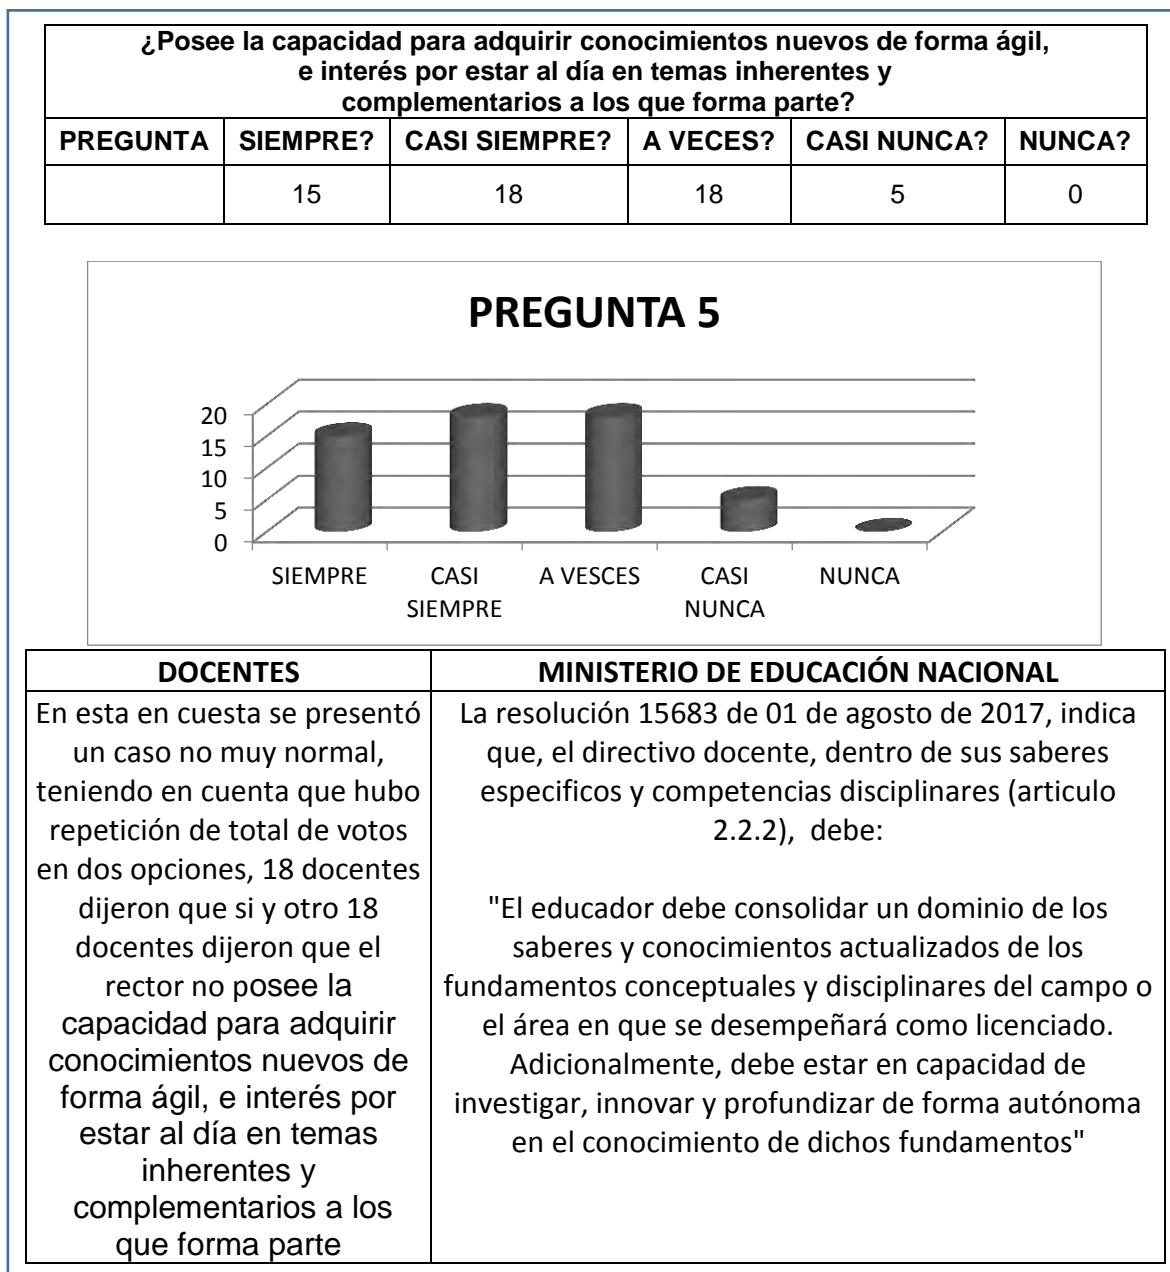 ¿Posee la capacidad para adquirir conocimientos nuevos de forma ágil,
e interés por estar al día en temas inherentes y
complementarios a los que forma parte?
PREGUNTA SIEMPRE? CASI SIEMPRE? A VECES? CASI NUNCA? NUNCA?
15 18 18 5 0
PREGUNTA 5
20
15
10
5
0
SIEMPRE CASI SIEMPRE A VESCES CASI NUNCA NUNCA
DOCENTES
En esta en cuesta se presentó
un caso no muy normal,
teniendo en cuenta que hubo
repetición de total de votos
en dos opciones, 18 docentes
dijeron que si y otro 18
docentes dijeron que el
rector no posee la
capacidad para adquirir
conocimientos nuevos de
forma ágil, e interés por
estar al día en temas
inherentes y
complementarios a los
que forma parte
MINISTERIO DE EDUCACIÓN NACIONAL
La resolución 15683 de 01 de agosto de 2017, indica
que, el directivo docente, dentro de sus saberes
especificos y competencias disciplinares (articulo
2.2.2), debe:
"El educador debe consolidar un dominio de los
saberes y conocimientos actualizados de los
fundamentos conceptuales y disciplinares del campo o
el área en que se desempeñará como licenciado.
Adicionalmente, debe estar en capacidad de
investigar, innovar y profundizar de forma autónoma
en el conocimiento de dichos fundamentos"